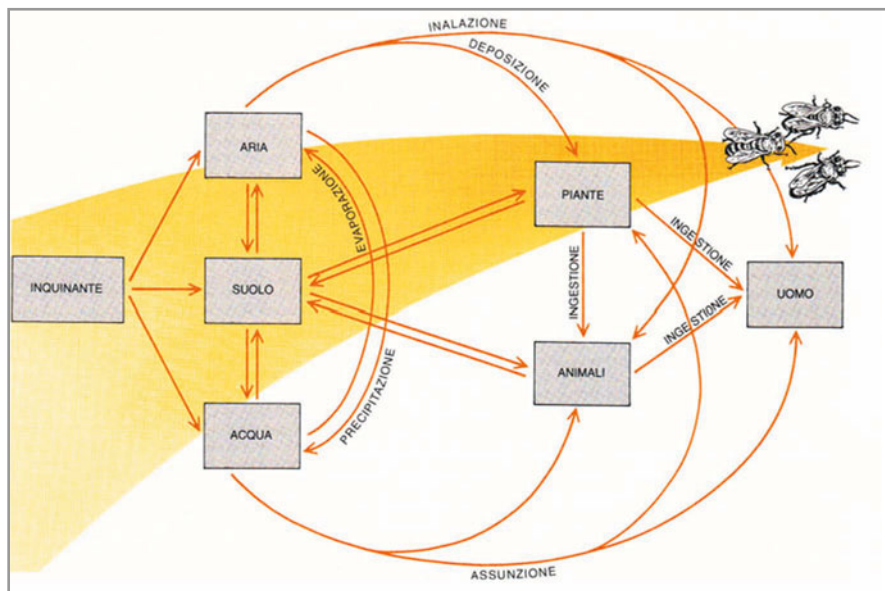 INALAZIONE
DEPOSIZIONE
ARIA
EVAPORAZIONE
PIANTE
INGESTIONE
INQUINANTE
SUOLO
INGESTIONE
UOMO
INGESTIONE
PRECIPITAZIONE
ANIMALI
ACQUA
ASSUNZIONE